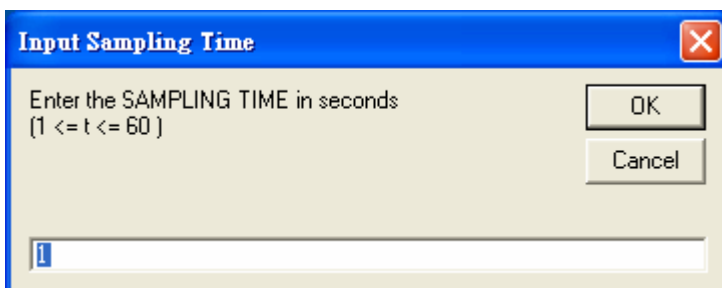 Input Sampling Time
Enter the SAMPLING TIME in seconds
(1 <= t <= 60 )
OK
Cancel
1